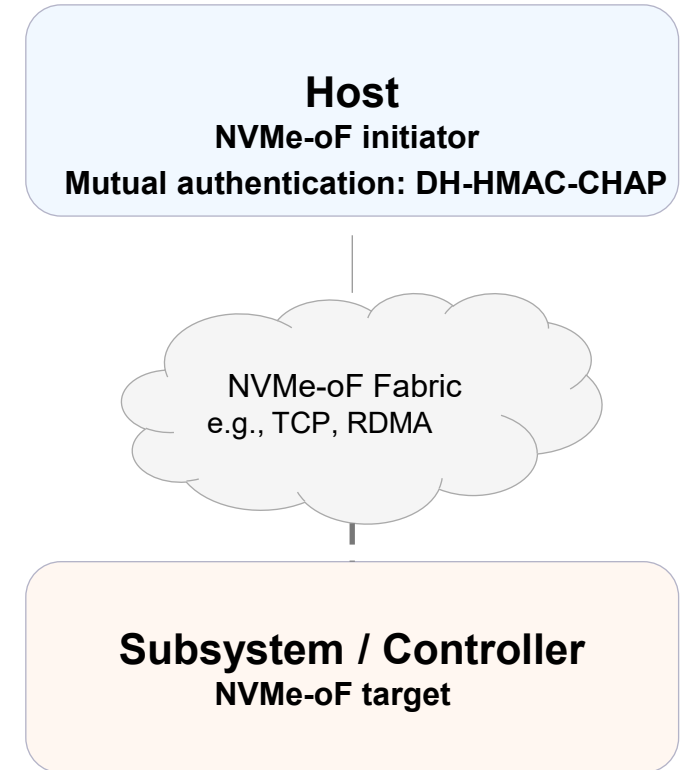 Host
NVMe-oF initiator
Mutual authentication: DH-HMAC-CHAP
NVMe-oF Fabric
e.g., TCP, RDMA
Subsystem / Controller
NVMe-oF target